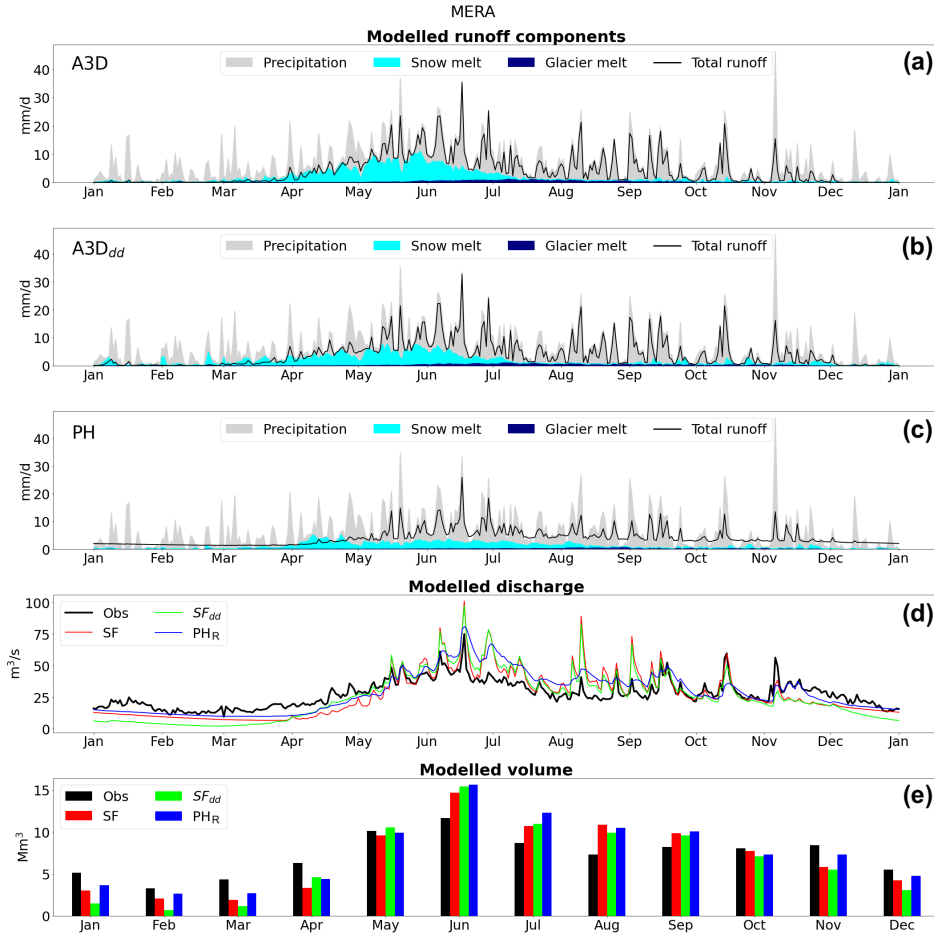 MERA
Modelled runoff components
A3D
Precipitation Snow melt Glacier melt Total runoff
(a)
mm/d
40
30
20
10
0
Jan Feb Mar Apr May Jun Jul Aug Sep Oct Nov Dec Jan
A3D_dd
Precipitation Snow melt Glacier melt Total runoff
(b)
mm/d
40
30
20
10
0
Jan Feb Mar Apr May Jun Jul Aug Sep Oct Nov Dec Jan
PH
Precipitation Snow melt Glacier melt Total runoff
(c)
mm/d
40
30
20
10
0
Jan Feb Mar Apr May Jun Jul Aug Sep Oct Nov Dec Jan
Modelled discharge
Obs SF_dd
SF PH_R
(d)
m³/s
100
75
50
25
0
Jan Feb Mar Apr May Jun Jul Aug Sep Oct Nov Dec Jan
Modelled volume
Obs SF_dd
SF PH_R
(e)
Mm³
15
10
5
0
Jan Feb Mar Apr May Jun Jul Aug Sep Oct Nov Dec